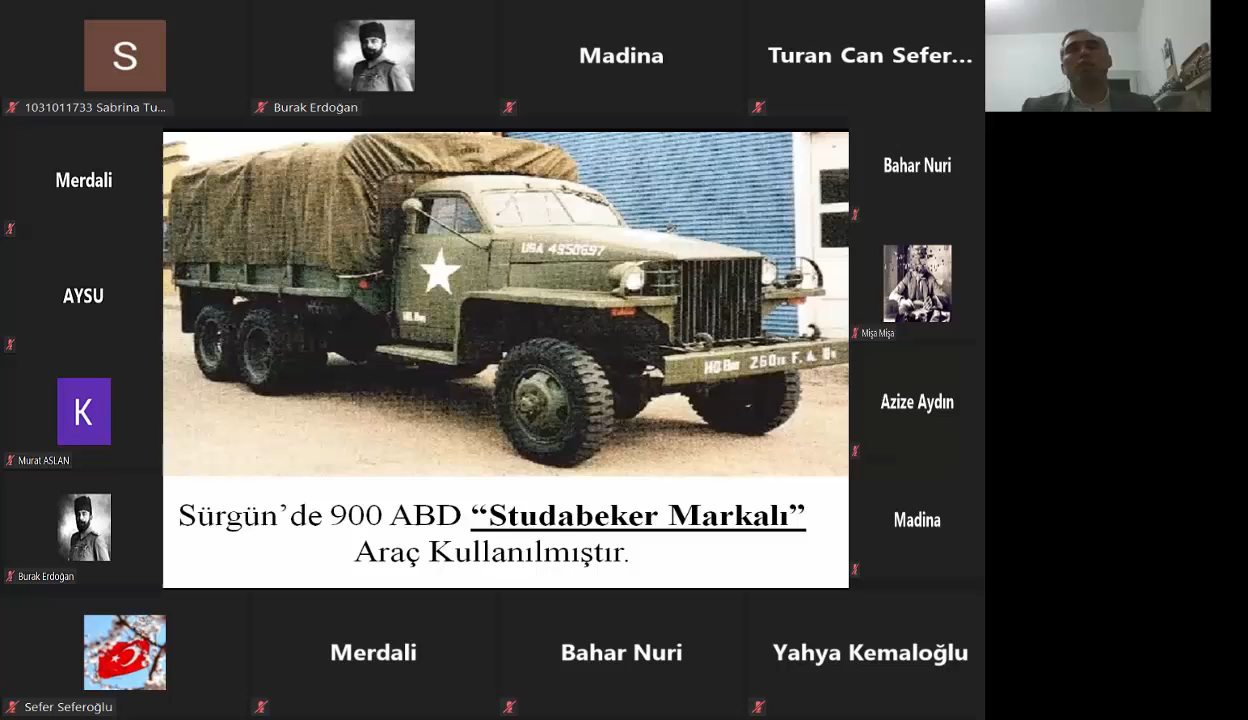 S
1031011733 Sabrina Tu...
Burak Erdoğan
Madina
Turan Can Sefer...
Merdali
AYSU
K
Murat ASLAN
Burak Erdoğan
USA 4950697
Bahar Nuri
Mişa Mişa
Azize Aydın
Madina
Sürgün’de 900 ABD “Studabeker Markalı”
Araç Kullanılmıştır.
Sefer Seferoğlu
Merdali
Bahar Nuri
Yahya Kemaloğlu